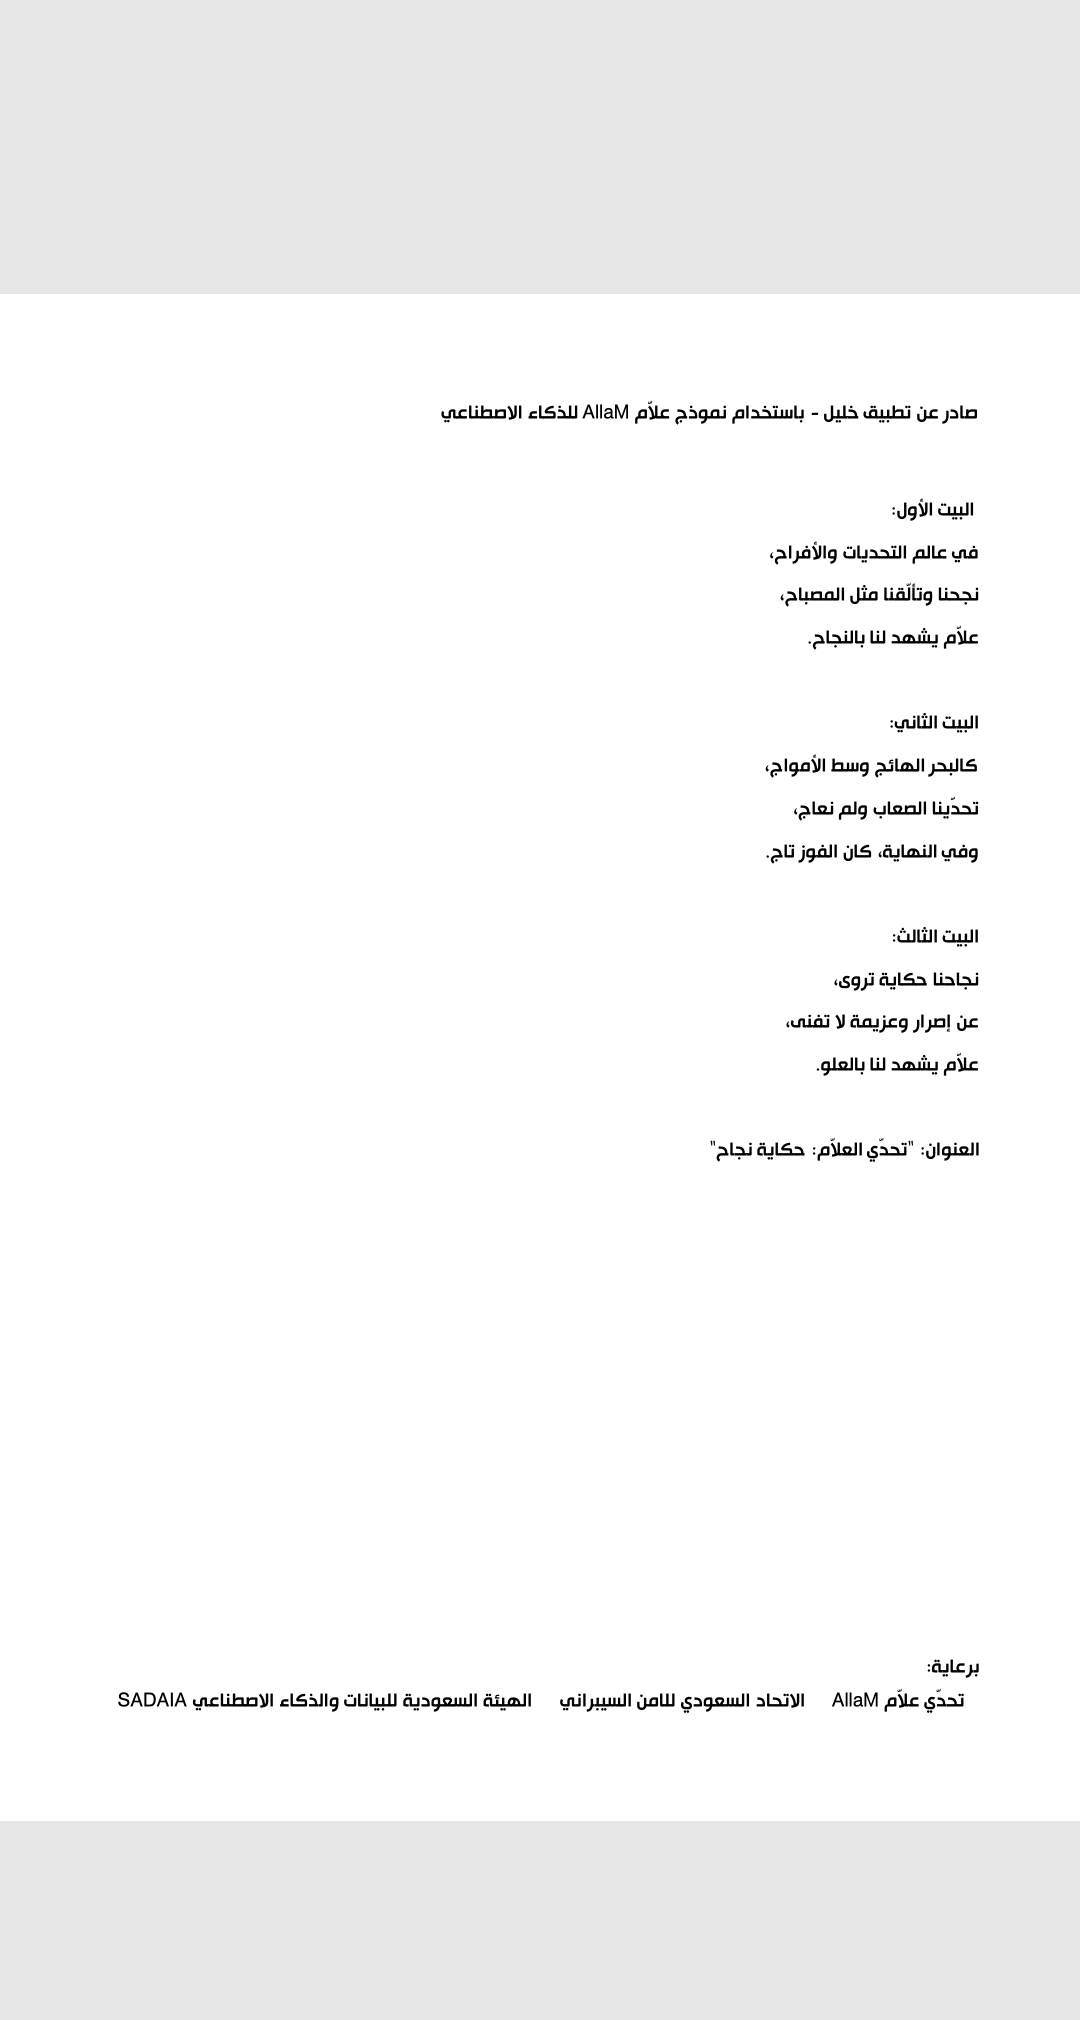 صادر عن تطبيق خليل - باستخدام نموذج علاّم AllaM للذكاء الاصطناعي
البيت الأول:
في عالم التحديات والأفراح،
نجحنا وتألّقنا مثل المصباح،
علاّم يشهد لنا بالنجاح.
البيت الثاني:
كالبحر الهائج وسط الأمواج،
تحدّينا الصعاب ولم نعاج،
وفي النهاية، كان الفوز تاج.
البيت الثالث:
نجاحنا حكاية تروى،
عن إصرار وعزيمة لا تفنى،
علاّم يشهد لنا بالعلو.
العنوان: "تحدّي العلاّم: حكاية نجاح"
برعاية:
تحدّي علاّم AllaM الاتحاد السعودي للامن السيبراني الهيئة السعودية للبيانات والذكاء الاصطناعي SADAIA